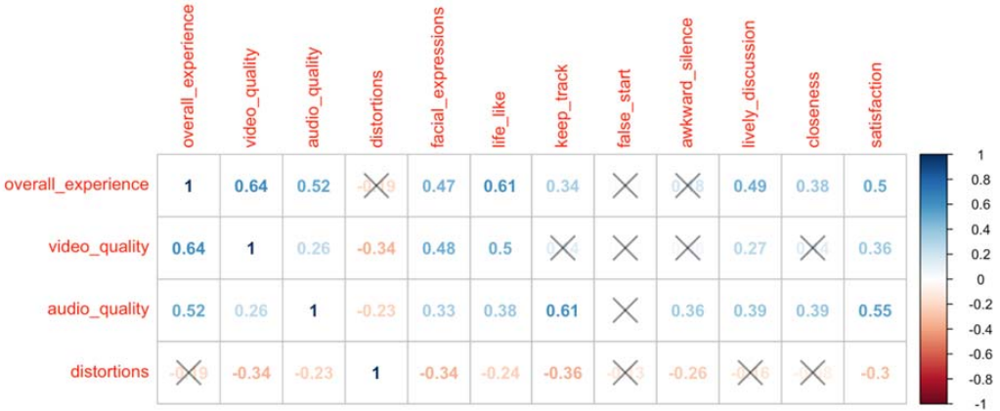 overall_experience video_quality audio_quality distortions facial_expressions life_like keep_track false_start awkward_silence lively_discussion closeness satisfaction
overall_experience 1 0.64 0.52 0.47 0.61 0.34 0.49 0.38 0.5
video_quality 0.64 1 0.26 -0.34 0.48 0.5 0.27 0.36
audio_quality 0.52 0.26 1 -0.23 0.33 0.38 0.61 0.36 0.39 0.39 0.55
distortions -0.34 -0.23 1 -0.34 -0.24 -0.36 -0.26 -0.3
1
0.8
0.6
0.4
0.2
0
-0.2
-0.4
-0.6
-0.8
-1